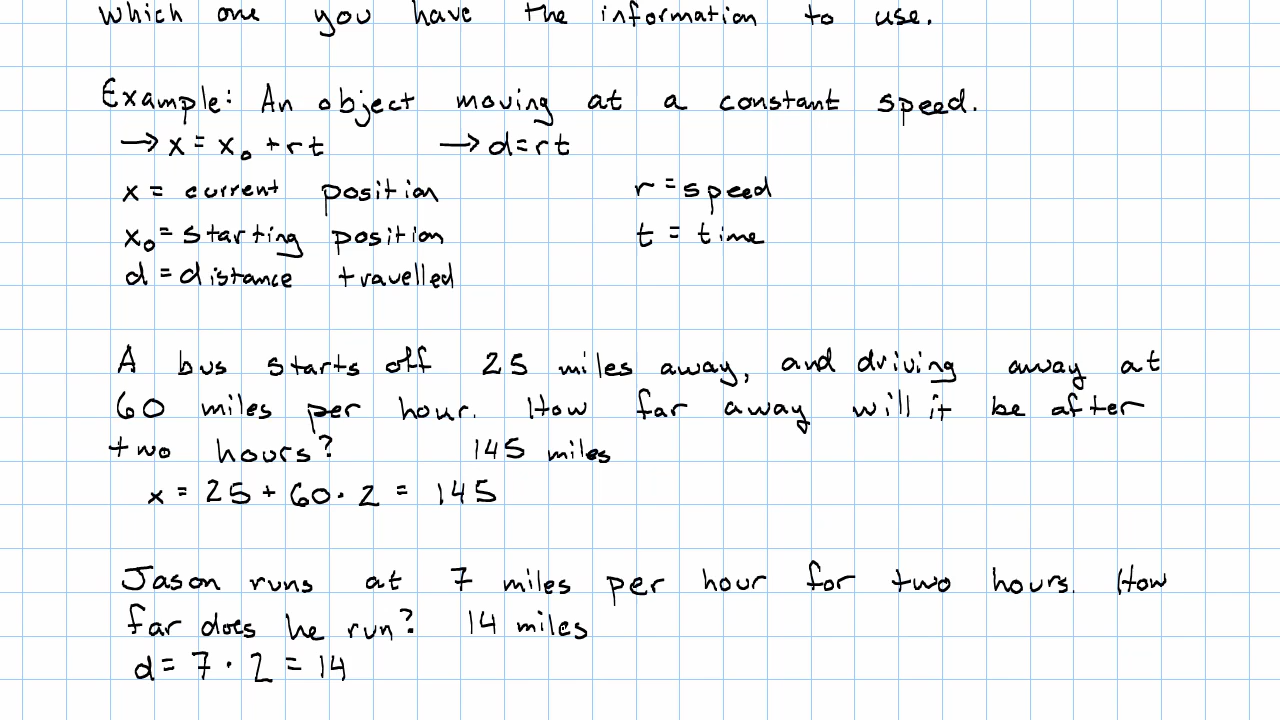 which one you have the information to use.
Example: An object moving at a constant speed.
→ x = x₀ + rt → d = rt
x = current position r = speed
x₀ = starting position t = time
d = distance travelled
A bus starts off 25 miles away, and driving away at
60 miles per hour. How far away will it be after
two hours? 145 miles
x = 25 + 60 · 2 = 145
Jason runs at 7 miles per hour for two hours. How
far does he run? 14 miles
d = 7 · 2 = 14